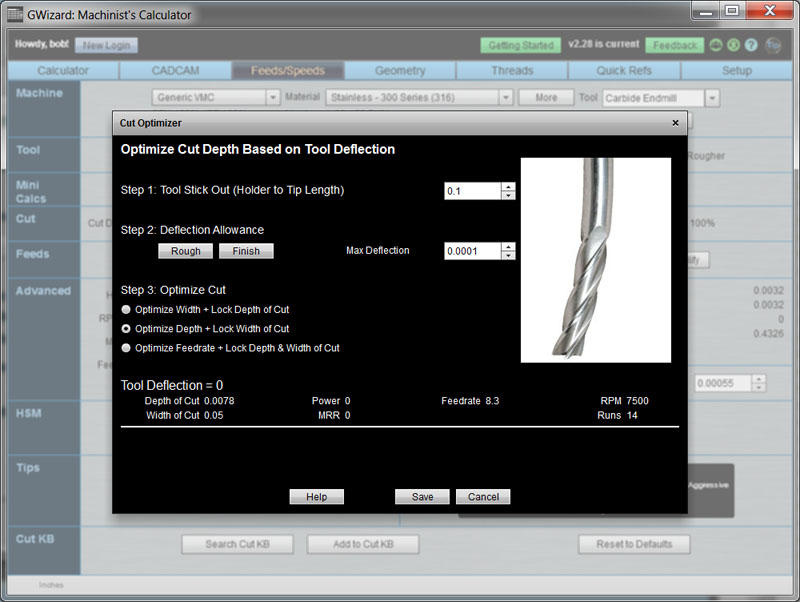 GWizard: Machinist's Calculator
Howdy, bob! New Login Getting Started v2.28 is current Feedback
Calculator CADCAM Feeds/Speeds Geometry Threads Quick Refs Setup
Machine Generic VMC Material Stainless - 300 Series (316) More Tool Carbide Endmill
Cut Optimizer
Optimize Cut Depth Based on Tool Deflection
Tool Rougher
Step 1: Tool Stick Out (Holder to Tip Length) 0.1
Mini
Calcs
Cut Cut D 100%
Step 2: Deflection Allowance
Rough Finish Max Deflection 0.0001
Feeds
Advanced
Step 3: Optimize Cut
0.0032
Optimize Width + Lock Depth of Cut
0.0032
RP 0
Optimize Depth + Lock Width of Cut
0.4326
Optimize Feedrate + Lock Depth & Width of Cut
Fee
Tool Deflection = 0
0.00055
Depth of Cut 0.0078 Power 0 Feedrate 8.3 RPM 7500
Width of Cut 0.05 MRR 0 Runs 14
HSM
Tips
Aggressive
Help Save Cancel
Cut KB Search Cut KB Add to Cut KB Reset to Defaults
Inches